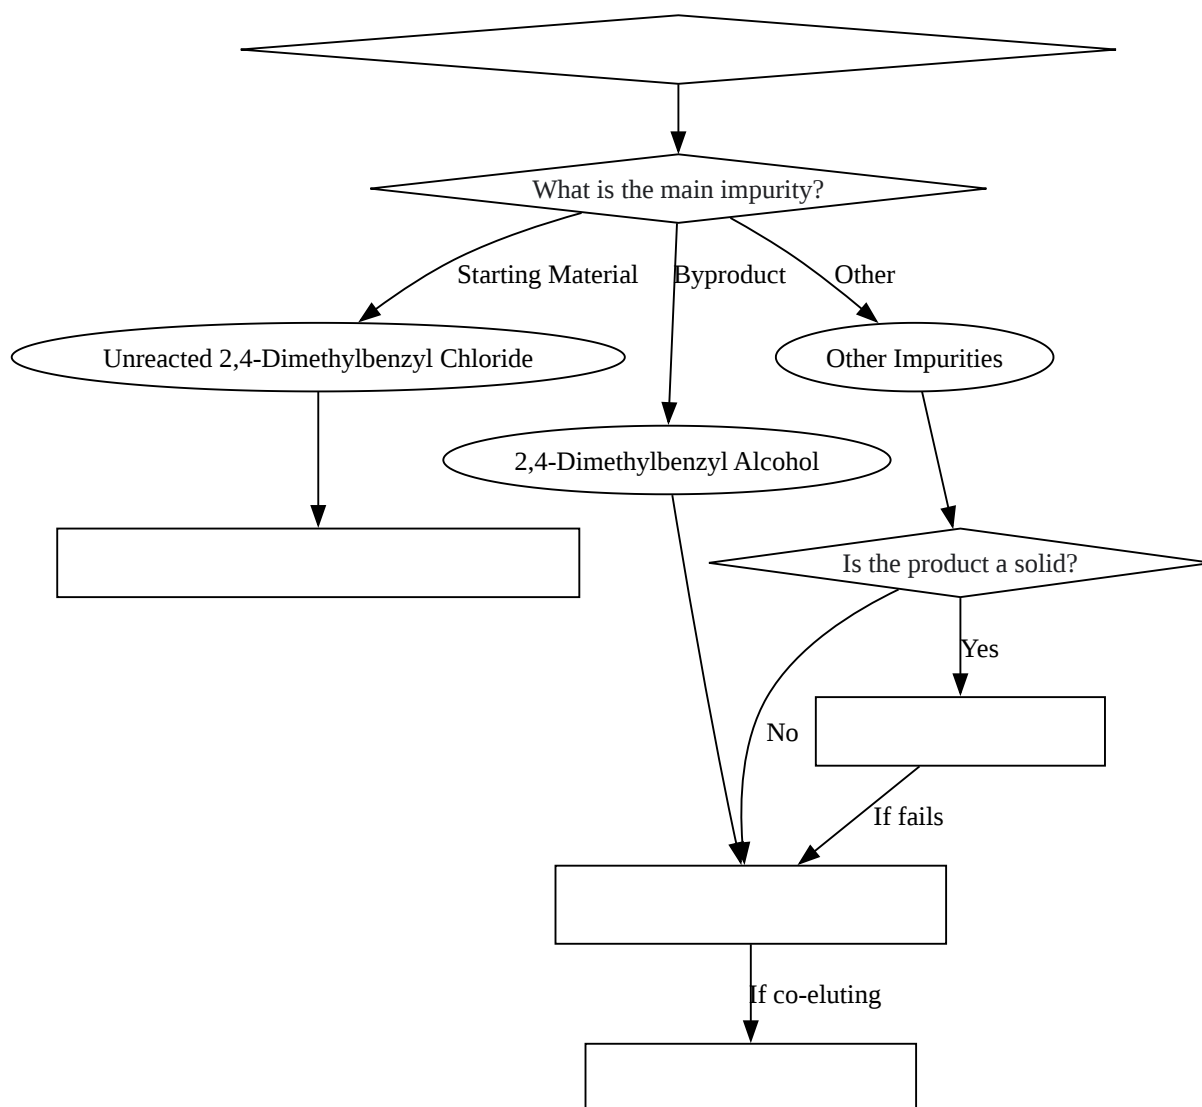 What is the main impurity?
Starting Material
Byproduct
Other
Unreacted 2,4-Dimethylbenzyl Chloride
Other Impurities
2,4-Dimethylbenzyl Alcohol
Is the product a solid?
Yes
No
If fails
If co-eluting